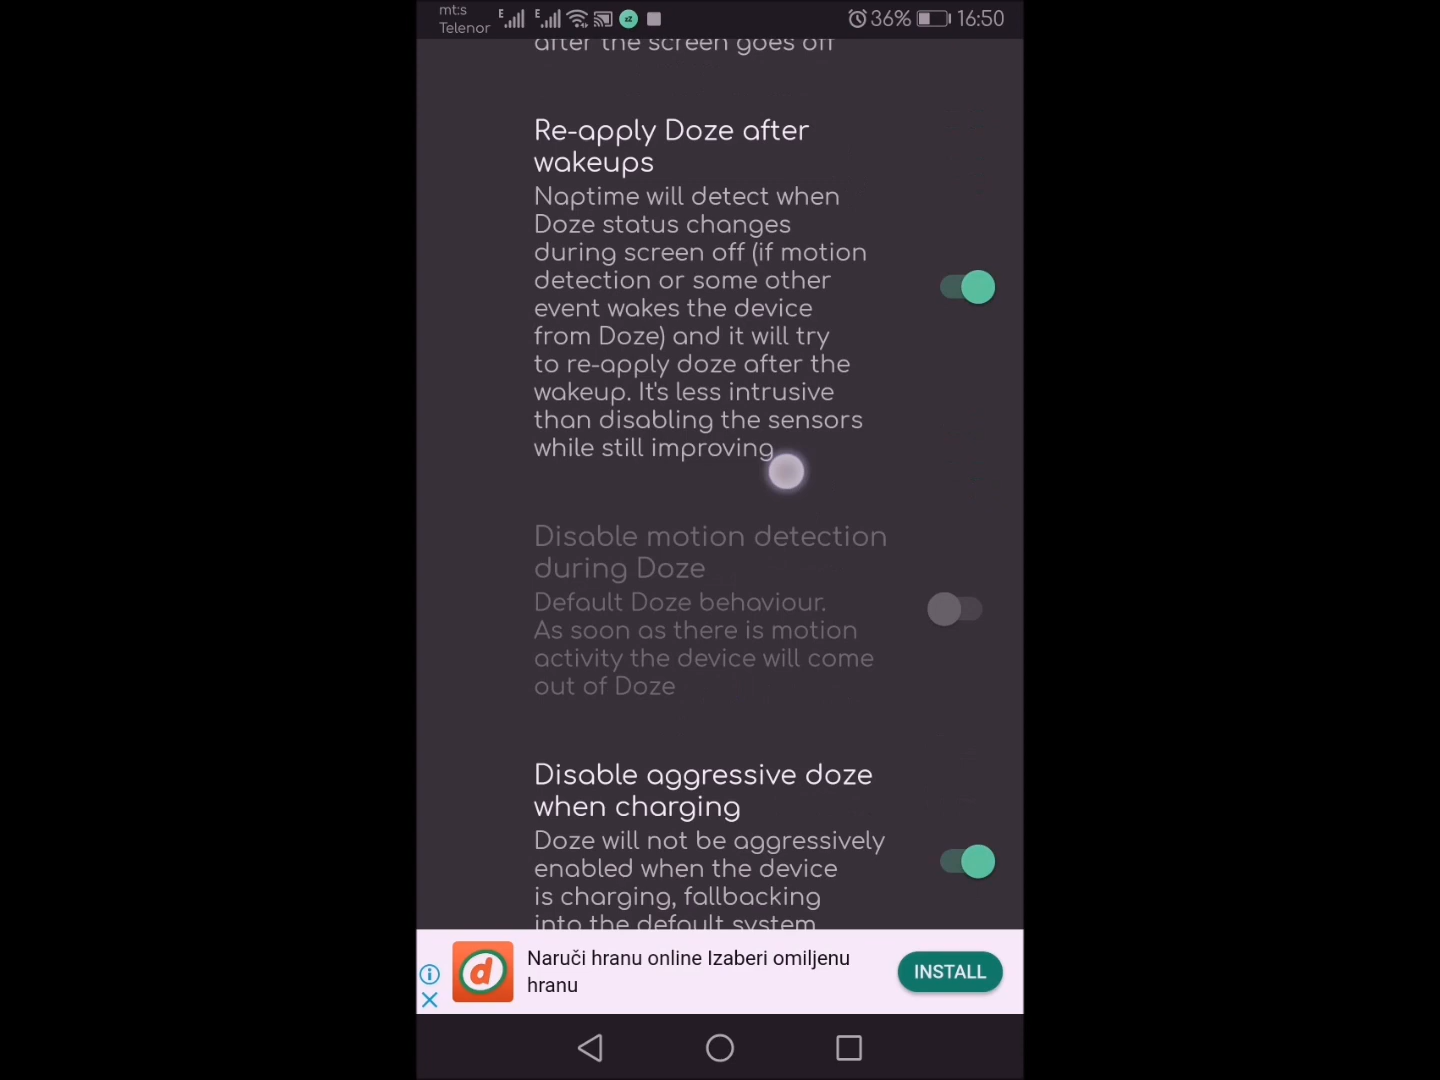 mt:s
Telenor
E
E
36%
16:50
after the screen goes off
Re-apply Doze after
wakeups
Naptime will detect when
Doze status changes
during screen off (if motion
detection or some other
event wakes the device
from Doze) and it will try
to re-apply doze after the
wakeup. It's less intrusive
than disabling the sensors
while still improving
Disable motion detection
during Doze
Default Doze behaviour.
As soon as there is motion
activity the device will come
out of Doze
Disable aggressive doze
when charging
Doze will not be aggressively
enabled when the device
is charging, fallbacking
into the default system
d
Naruči hranu online Izaberi omiljenu
hranu
INSTALL